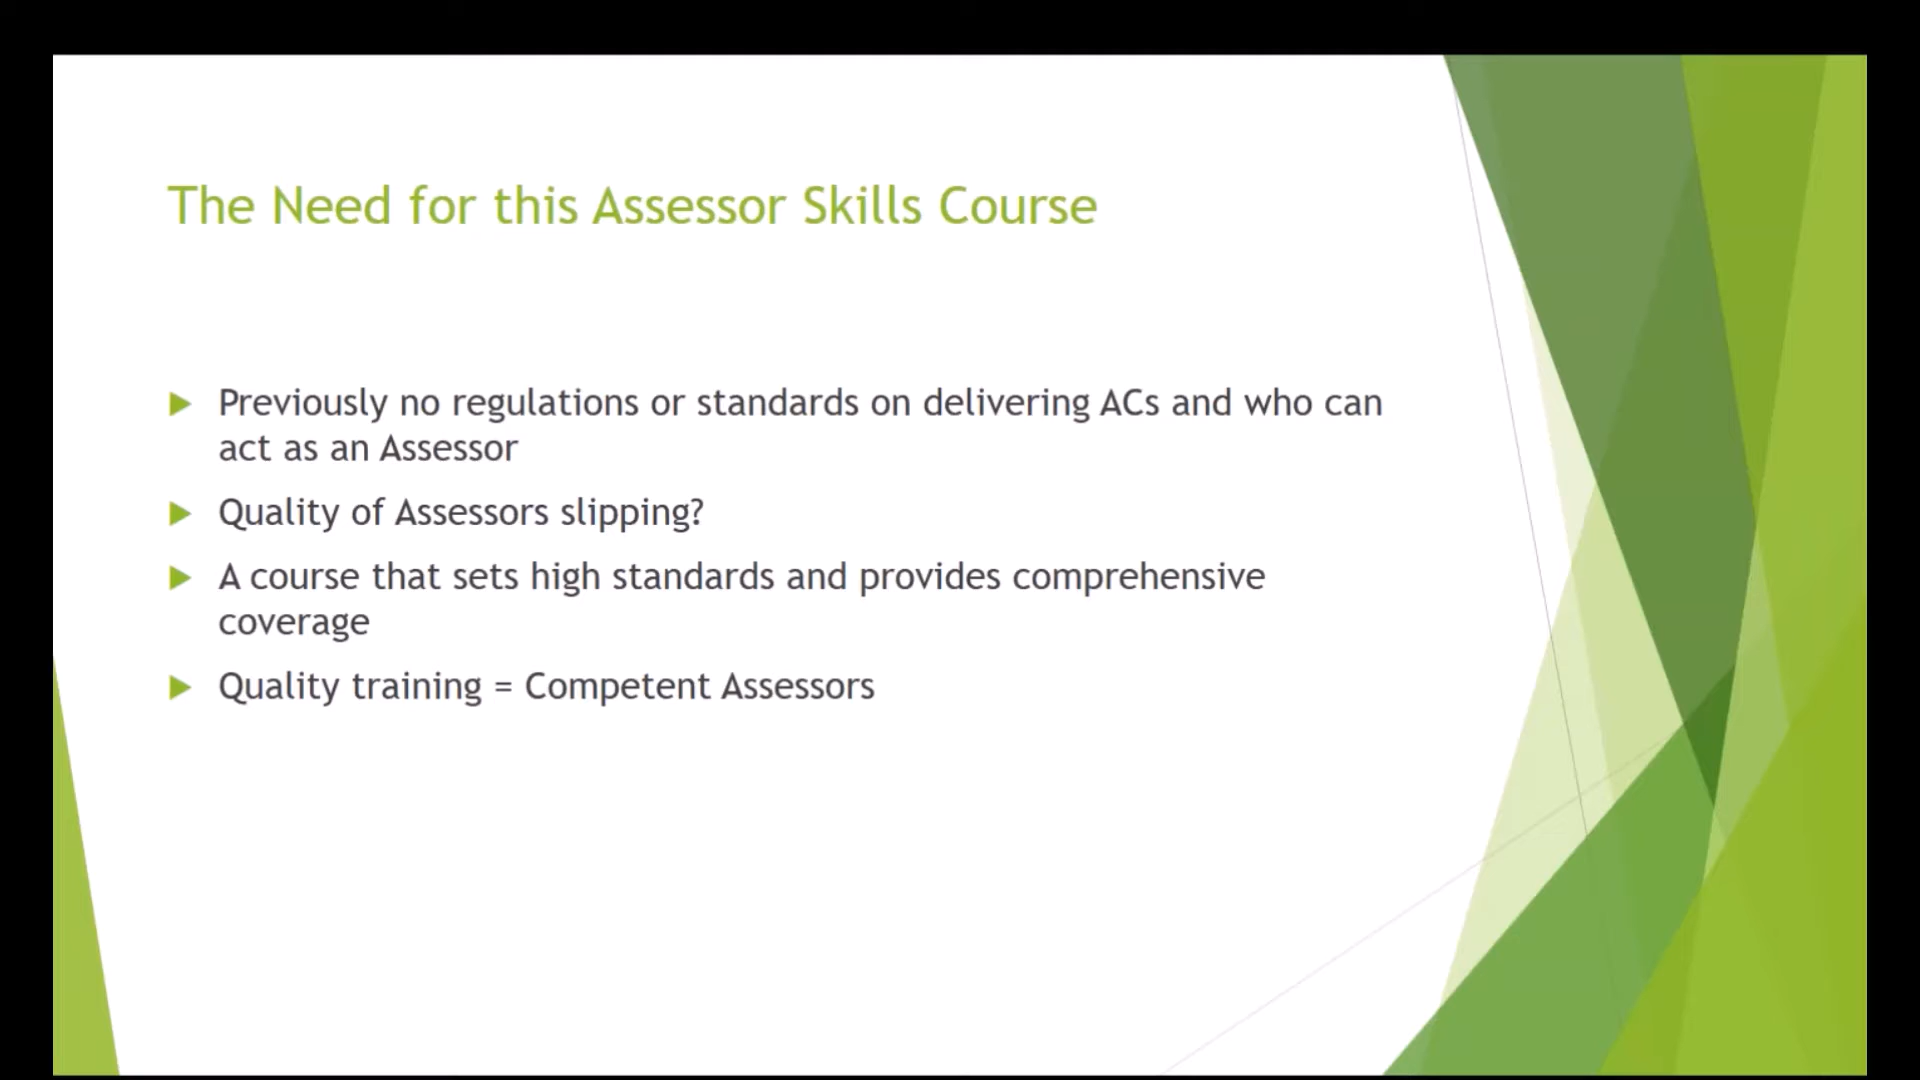 The Need for this Assessor Skills Course
Previously no regulations or standards on delivering ACs and who can
act as an Assessor
Quality of Assessors slipping?
A course that sets high standards and provides comprehensive
coverage
Quality training = Competent Assessors